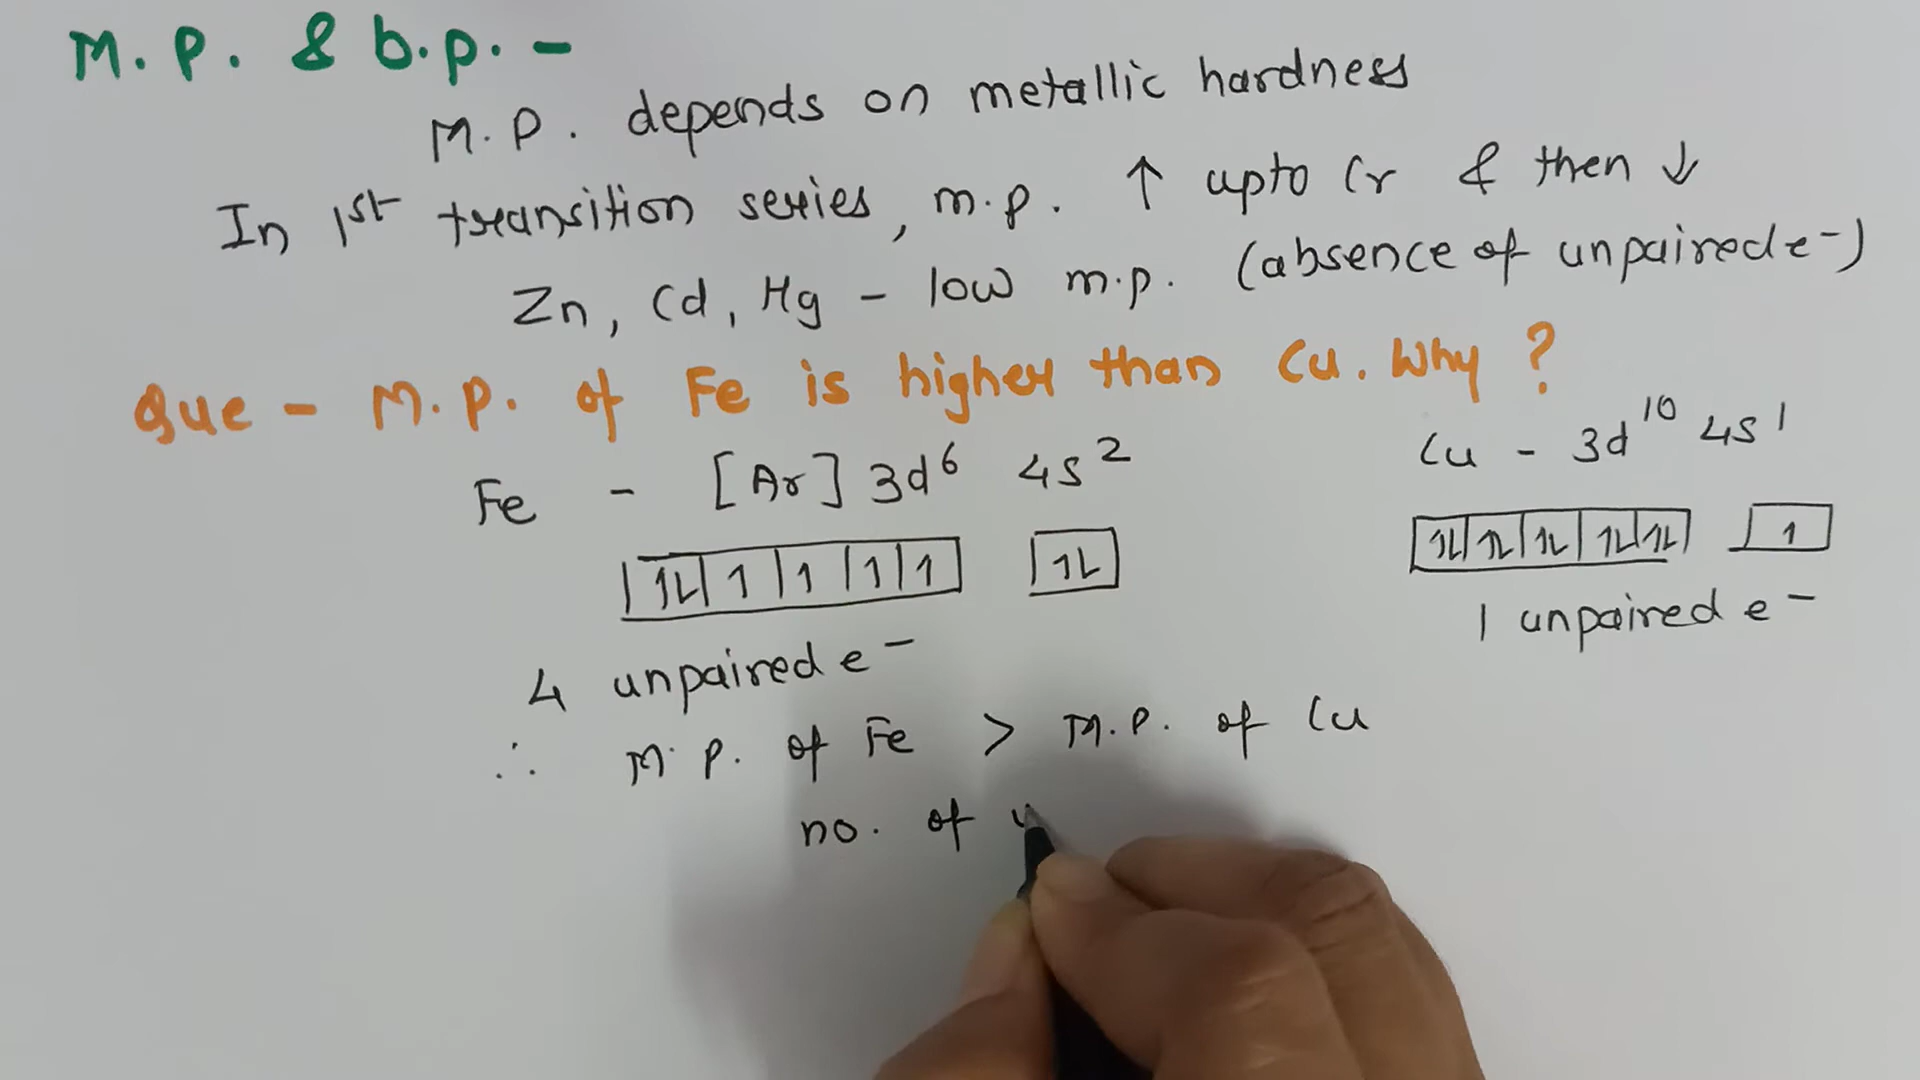 M.P. & b.p. -
M.P. depends on metallic hardness
In 1st transition series, m.p. ↑ upto Cr & then ↓
Zn, Cd, Hg - low m.p. (absence of unpaired e-)
Que - M.P. of Fe is higher than Cu. Why ?
Fe - [Ar] 3d6 4s2
Cu - 3d10 4s1
1L 1 1 1 1 1L
1L 1L 1L 1L 1L 1
4 unpaired e-
1 unpaired e-
∴ M.P. of Fe > M.P. of Cu
no. of